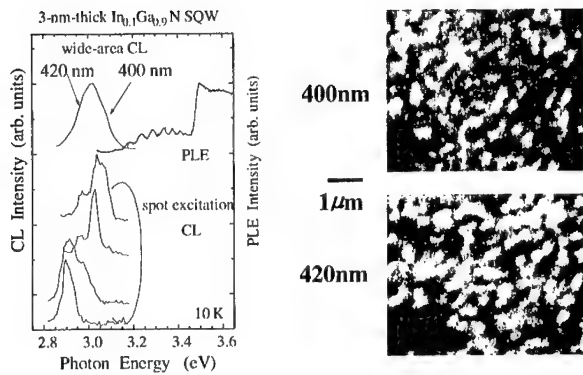 3-nm-thick In0.1Ga0.9N SQW
wide-area CL
420 nm
400 nm
PLE
spot excitation
CL
10 K
2.8
3.0
3.2
3.4
3.6
Photon Energy (eV)
CL Intensity (arb. units)
PLE Intensity (arb. units)
400nm
1μm
420nm